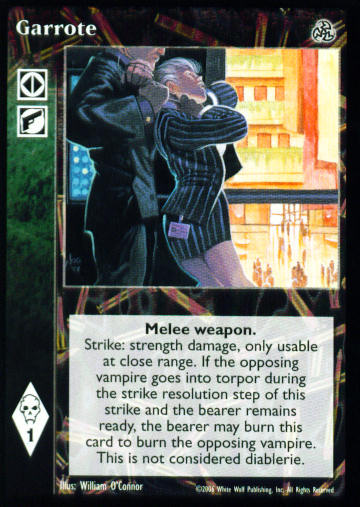 Garrote
Melee weapon.
Strike: strength damage, only usable
at close range. If the opposing
vampire goes into torpor during
the strike resolution step of this
strike and the bearer remains
ready, the bearer may burn this
card to burn the opposing vampire.
This is not considered diablerie.
1
Illus: William O'Connor
©2006 White Wolf Publishing, Inc. All Rights Reserved